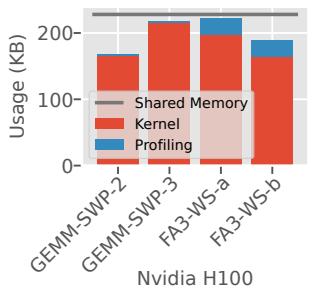 Usage (KB)
200
100
0
Shared Memory
Kernel
Profiling
GEMM-SWP-2
GEMM-SWP-3
FA3-WS-a
FA3-WS-b
Nvidia H100